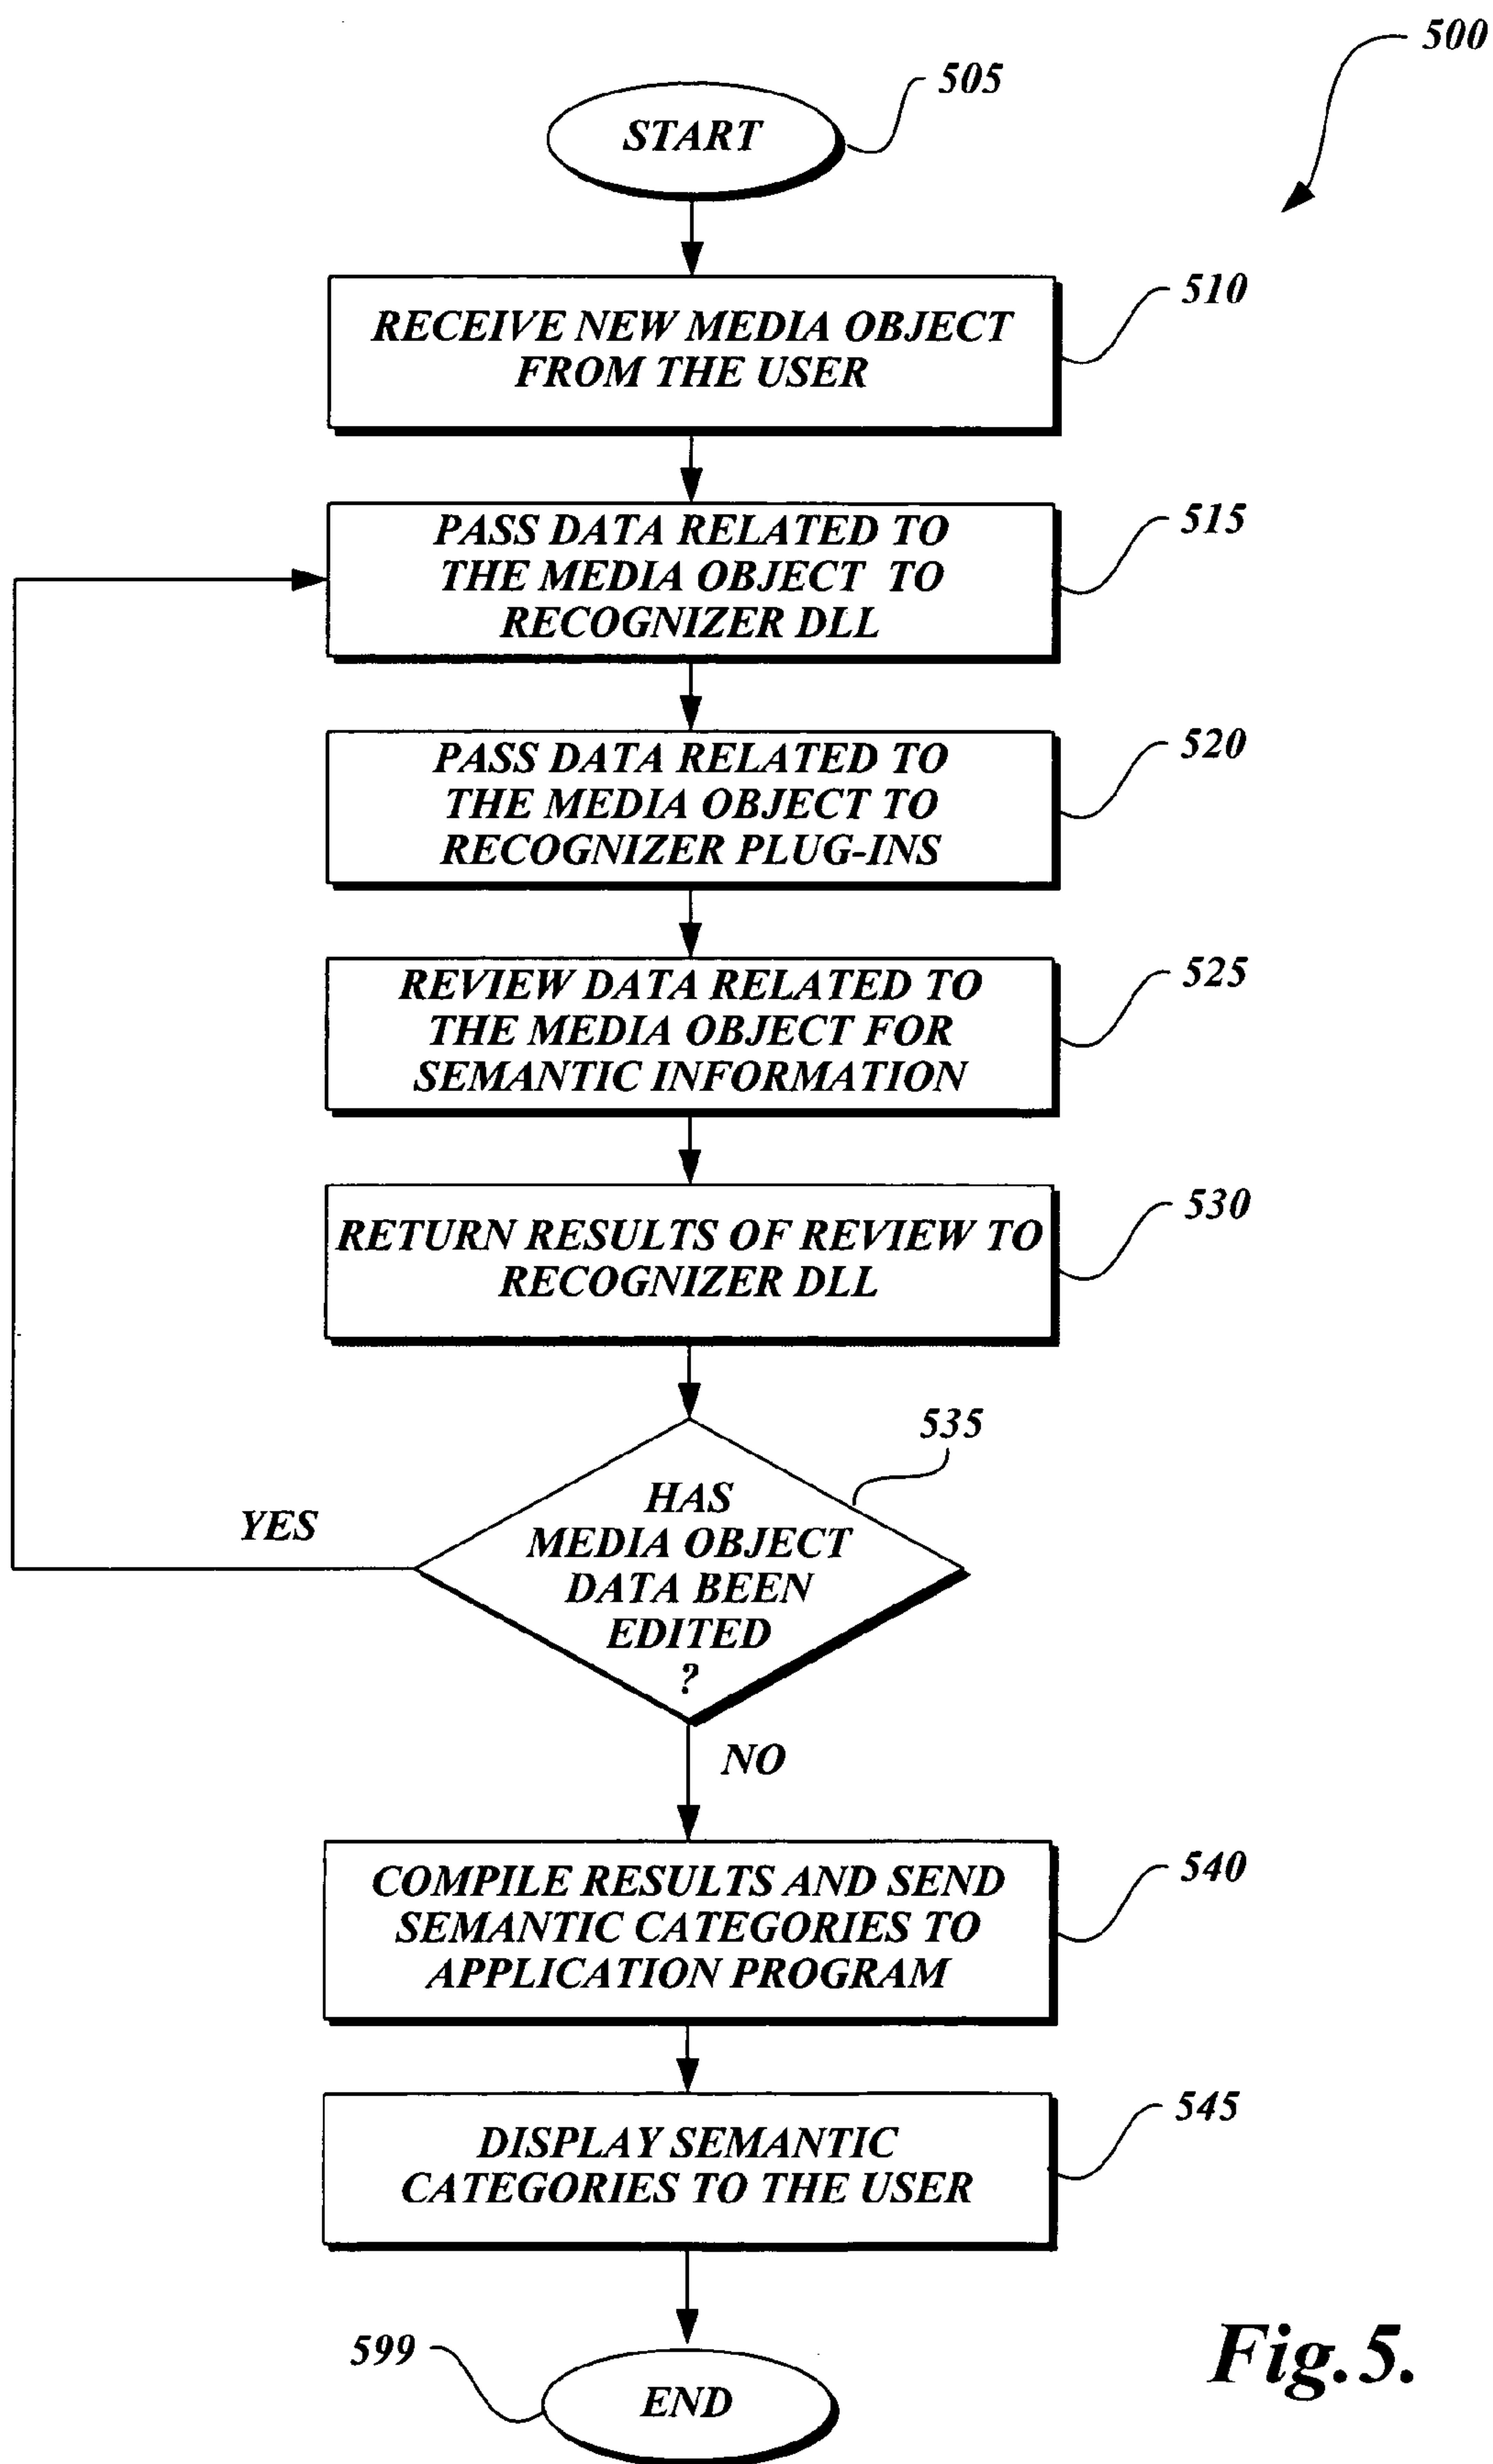 500
505
START
510
RECEIVE NEW MEDIA OBJECT
FROM THE USER
515
PASS DATA RELATED TO
THE MEDIA OBJECT TO
RECOGNIZER DLL
520
PASS DATA RELATED TO
THE MEDIA OBJECT TO
RECOGNIZER PLUG-INS
525
REVIEW DATA RELATED TO
THE MEDIA OBJECT FOR
SEMANTIC INFORMATION
530
RETURN RESULTS OF REVIEW TO
RECOGNIZER DLL
535
HAS
MEDIA OBJECT
DATA BEEN
EDITED
?
YES
NO
540
COMPILE RESULTS AND SEND
SEMANTIC CATEGORIES TO
APPLICATION PROGRAM
545
DISPLAY SEMANTIC
CATEGORIES TO THE USER
599
END
Fig.5.